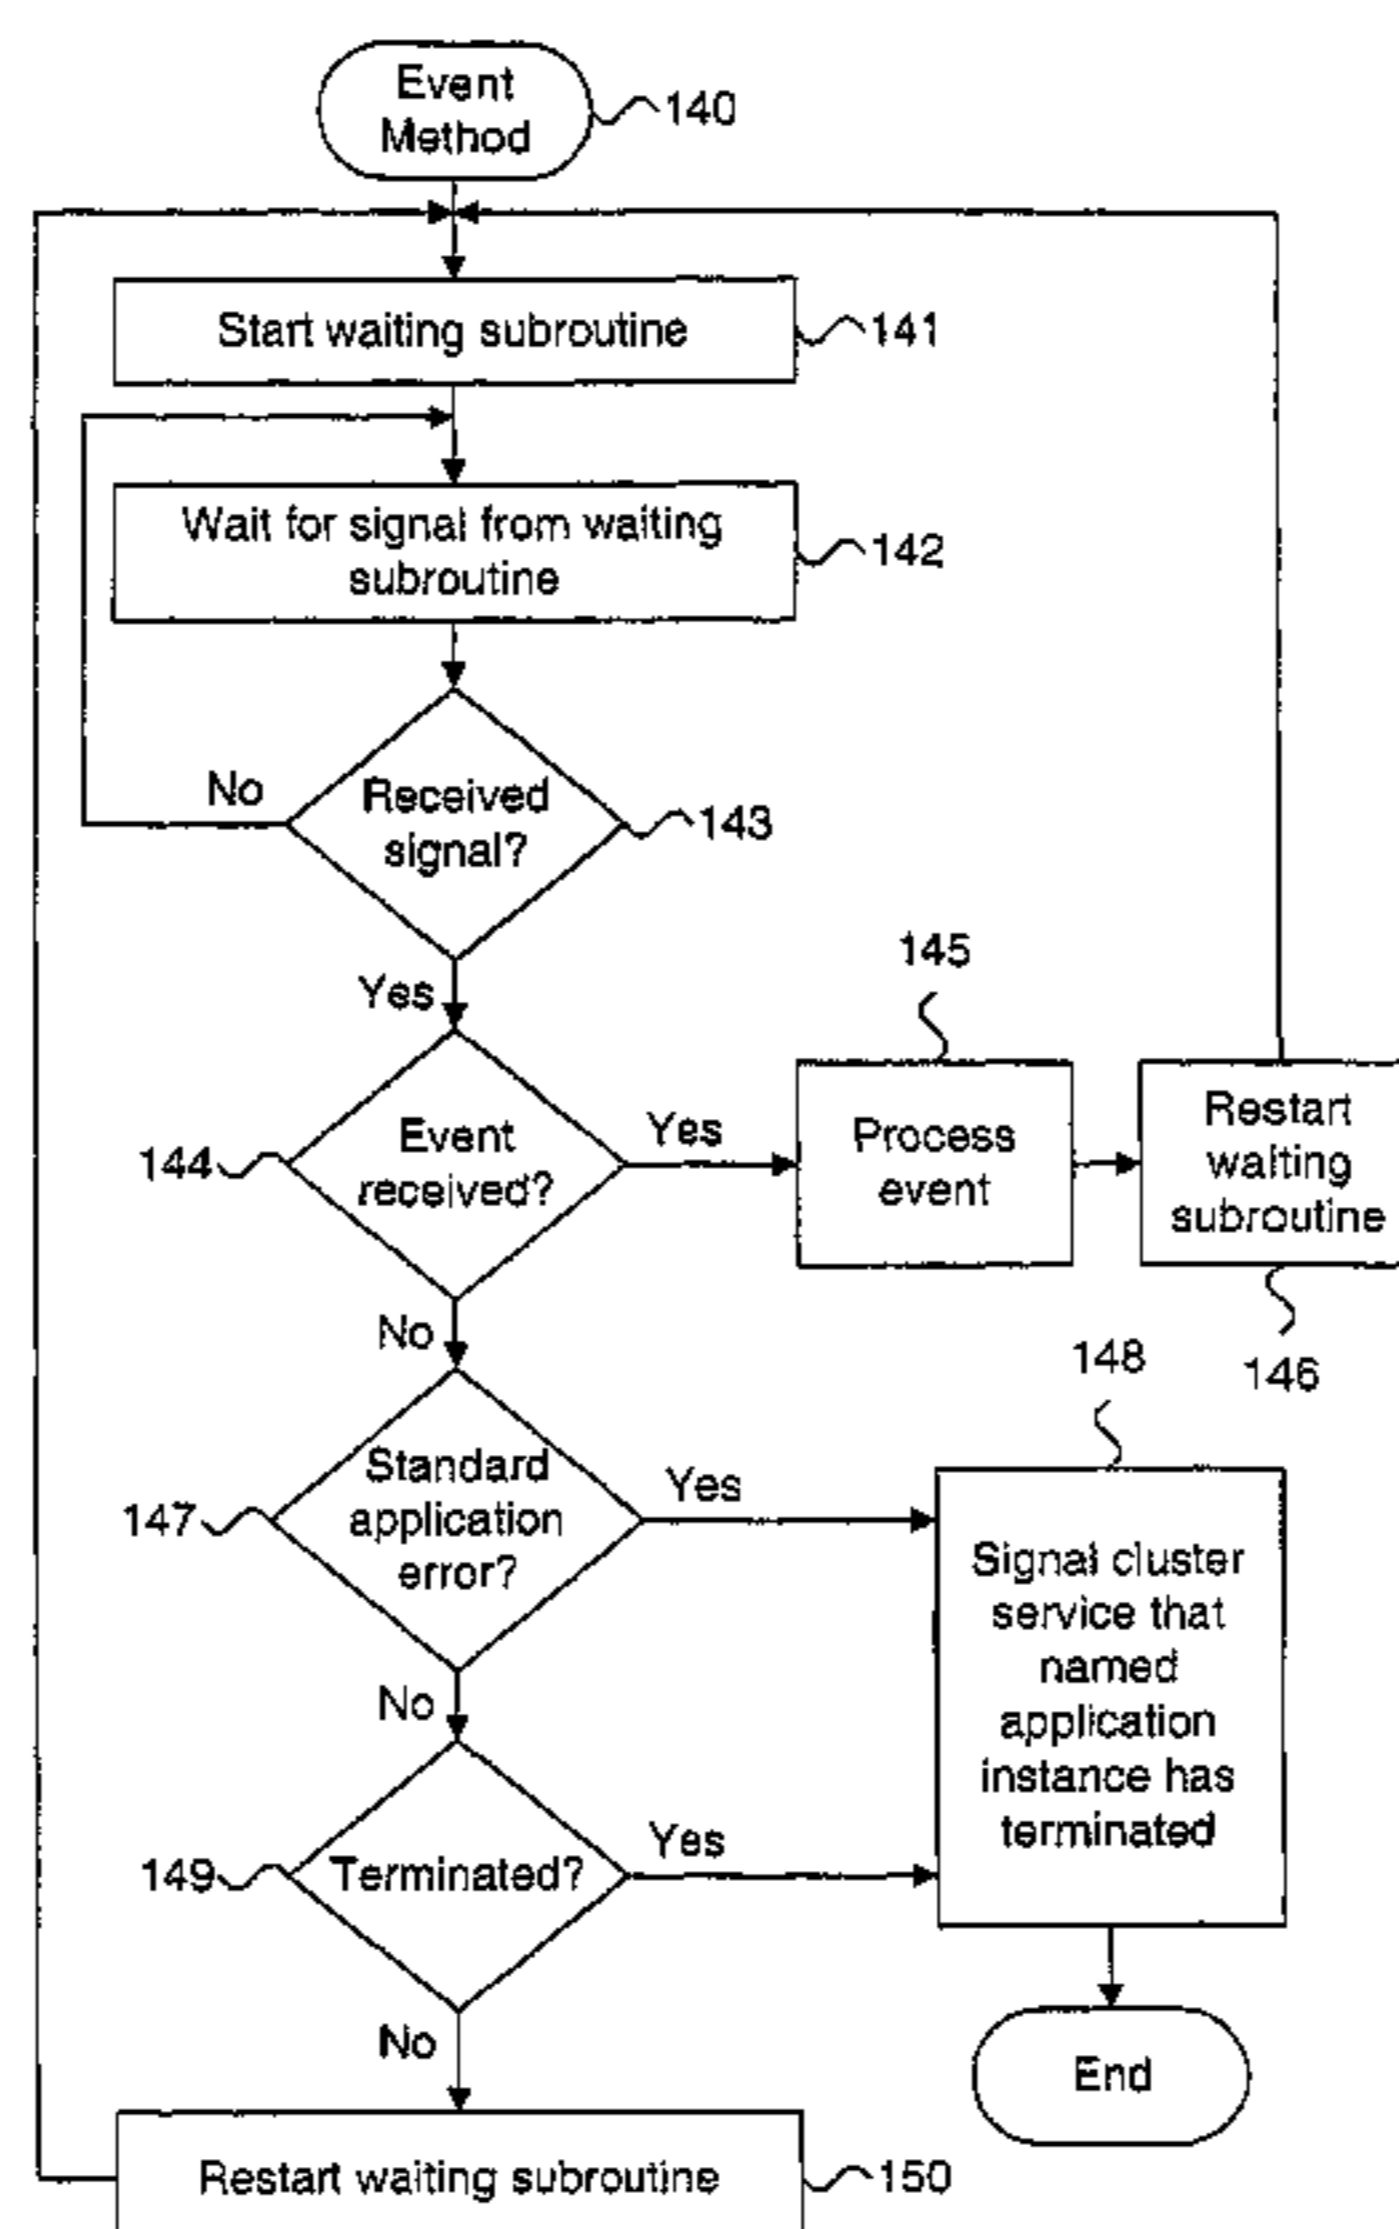 Event
Method
140
Start waiting subroutine
141
Wait for signal from waiting
subroutine
142
No
Received
signal?
143
Yes
144
Event
received?
Yes
145
Process
event
Restart
waiting
subroutine
146
No
147
Standard
application
error?
Yes
148
Signal cluster
service that
named
application
instance has
terminated
No
149
Terminated?
Yes
No
End
Restart waiting subroutine
150